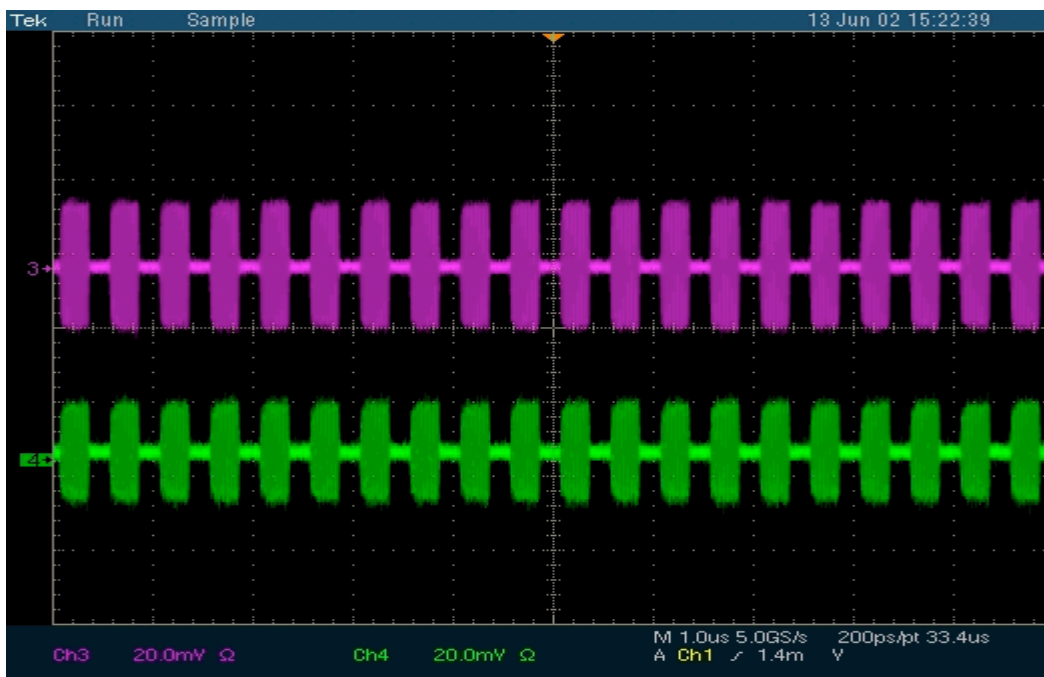 Tek Run Sample 13 Jun 02 15:22:39
3
4
M 1.0us 5.0GS/s 200ps/pt 33.4us
Ch3 20.0mV Ω Ch4 20.0mV Ω A Ch1 / 1.4m V